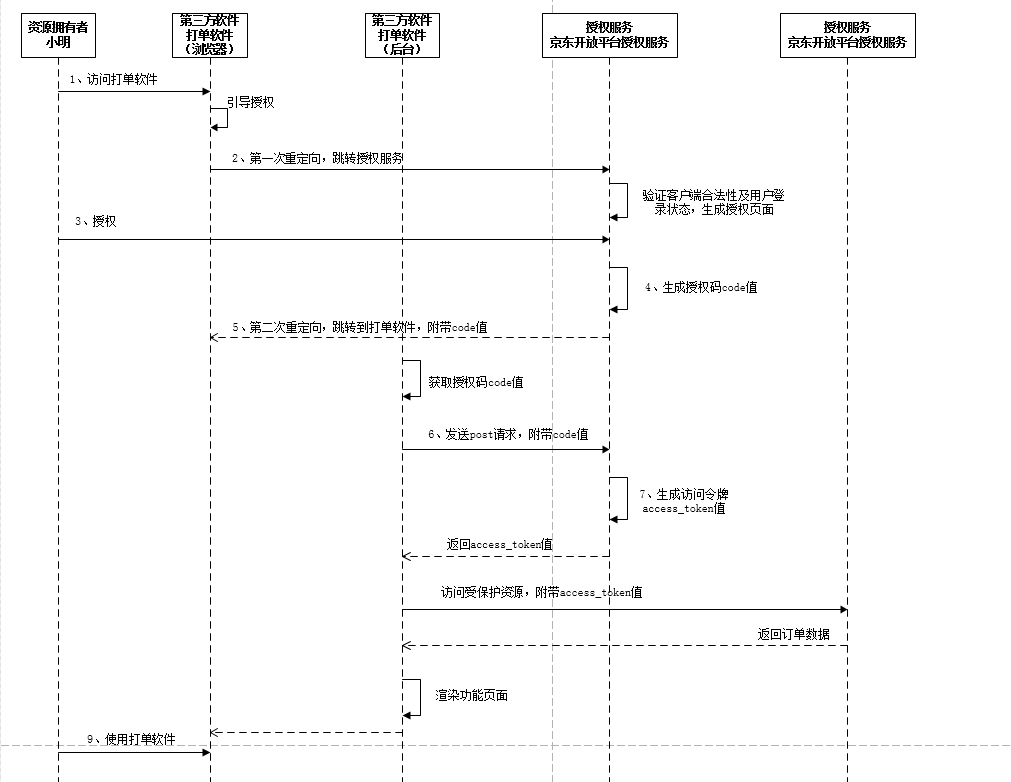 资源拥有者
小明
第三方软件
打单软件
（浏览器）
第三方软件
打单软件
（后台）
授权服务
京东开放平台授权服务
授权服务
京东开放平台授权服务
1、访问打单软件
引导授权
2、第一次重定向，跳转授权服务
验证客户端合法性及用户登
录状态，生成授权页面
3、授权
4、生成授权码code值
5、第二次重定向，跳转到打单软件，附带code值
获取授权码code值
6、发送post请求，附带code值
7、生成访问令牌
access_token值
返回access_token值
访问受保护资源，附带access_token值
返回订单数据
渲染功能页面
9、使用打单软件